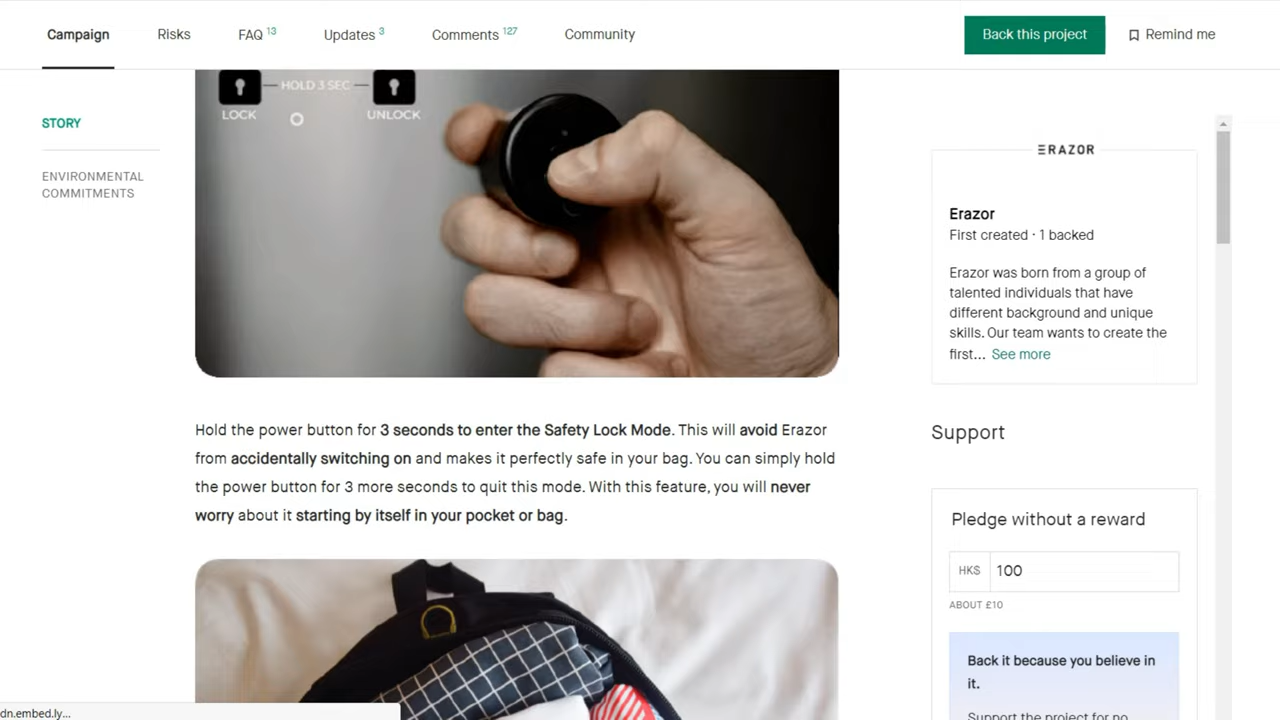 Campaign
Risks
FAQ 13
Updates 3
Comments 127
Community
Back this project
Remind me
STORY
ENVIRONMENTAL
COMMITMENTS
HOLD 3 SEC
LOCK
UNLOCK
Hold the power button for 3 seconds to enter the Safety Lock Mode. This will avoid Erazor
from accidentally switching on and makes it perfectly safe in your bag. You can simply hold
the power button for 3 more seconds to quit this mode. With this feature, you will never
worry about it starting by itself in your pocket or bag.
ERAZOR
Erazor
First created · 1 backed
Erazor was born from a group of
talented individuals that have
different background and unique
skills. Our team wants to create the
first... See more
Support
Pledge without a reward
HK$ 100
ABOUT £10
Back it because you believe in
it.
Support the project for no
dn.embed.ly...